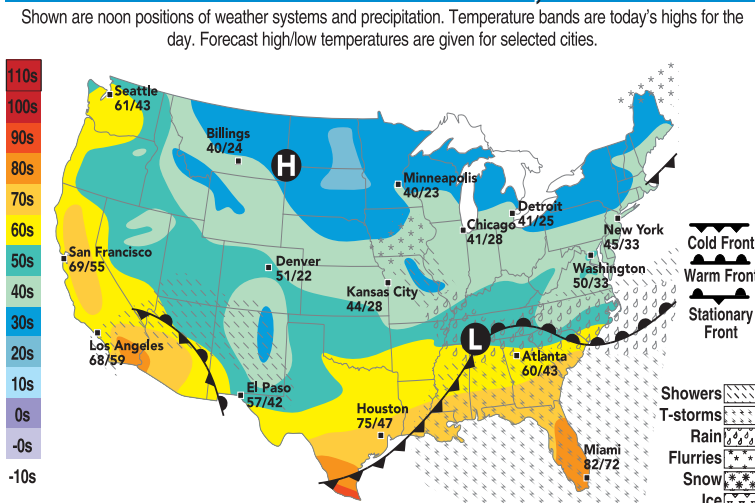 Shown are noon positions of weather systems and precipitation. Temperature bands are today's highs for the
day. Forecast high/low temperatures are given for selected cities.
110s
100s
90s
80s
70s
60s
50s
40s
30s
20s
10s
0s
-0s
-10s
Seattle
61/43
Billings
40/24
H
Minneapolis
40/23
Detroit
41/25
Chicago
41/28
New York
45/33
Washington
50/33
San Francisco
69/55
Denver
51/22
Kansas City
44/28
Los Angeles
68/59
L
Atlanta
60/43
El Paso
57/42
Houston
75/47
Miami
82/72
Cold Front
Warm Front
Stationary
Front
Showers
T-storms
Rain
Flurries
Snow
Ice